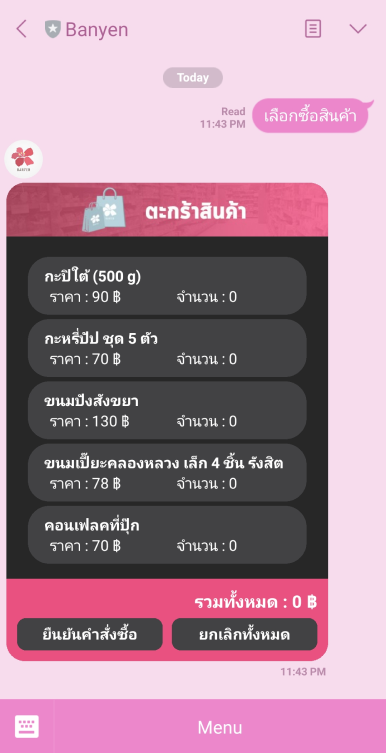 Banyen
Today
Read
11:43 PM
เลือกซื้อสินค้า
BANYEN
ตะกร้าสินค้า
กะปิใต้ (500 g)
ราคา : 90 ฿ จำนวน : 0
กะหรี่ปัป ชุด 5 ตัว
ราคา : 70 ฿ จำนวน : 0
ขนมปังสังขยา
ราคา : 130 ฿ จำนวน : 0
ขนมเปี๊ยะคลองหลวง เล็ก 4 ชิ้น รังสิต
ราคา : 78 ฿ จำนวน : 0
คอนเฟลคที่ปุ๊ก
ราคา : 70 ฿ จำนวน : 0
รวมทั้งหมด : 0 ฿
ยืนยันคำสั่งซื้อ ยกเลิกทั้งหมด
11:43 PM
Menu